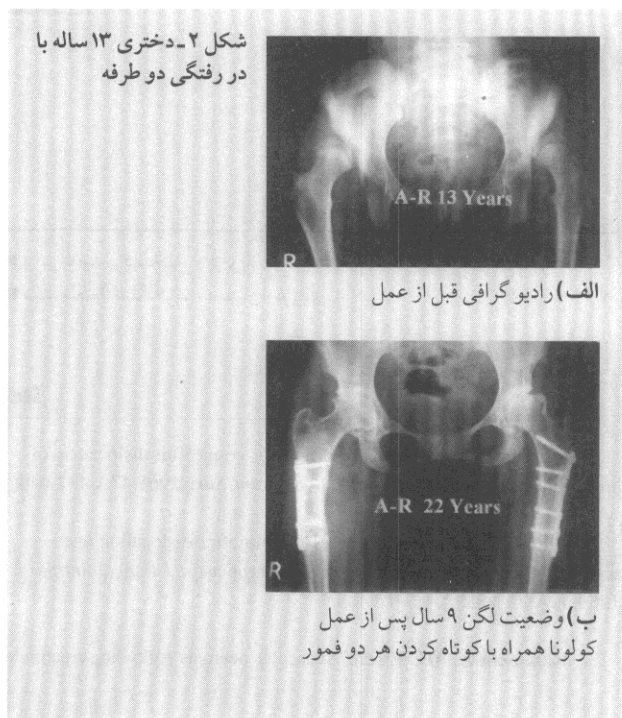 شکل ۲ ـ دختری ۱۳ ساله با
در رفتگی دو طرفه
A-R 13 Years
R
الف) رادیو گرافی قبل از عمل
A-R 22 Years
R
ب) وضعیت لگن ۹ سال پس از عمل
کولونا همراه با کوتاه کردن هر دو فمور